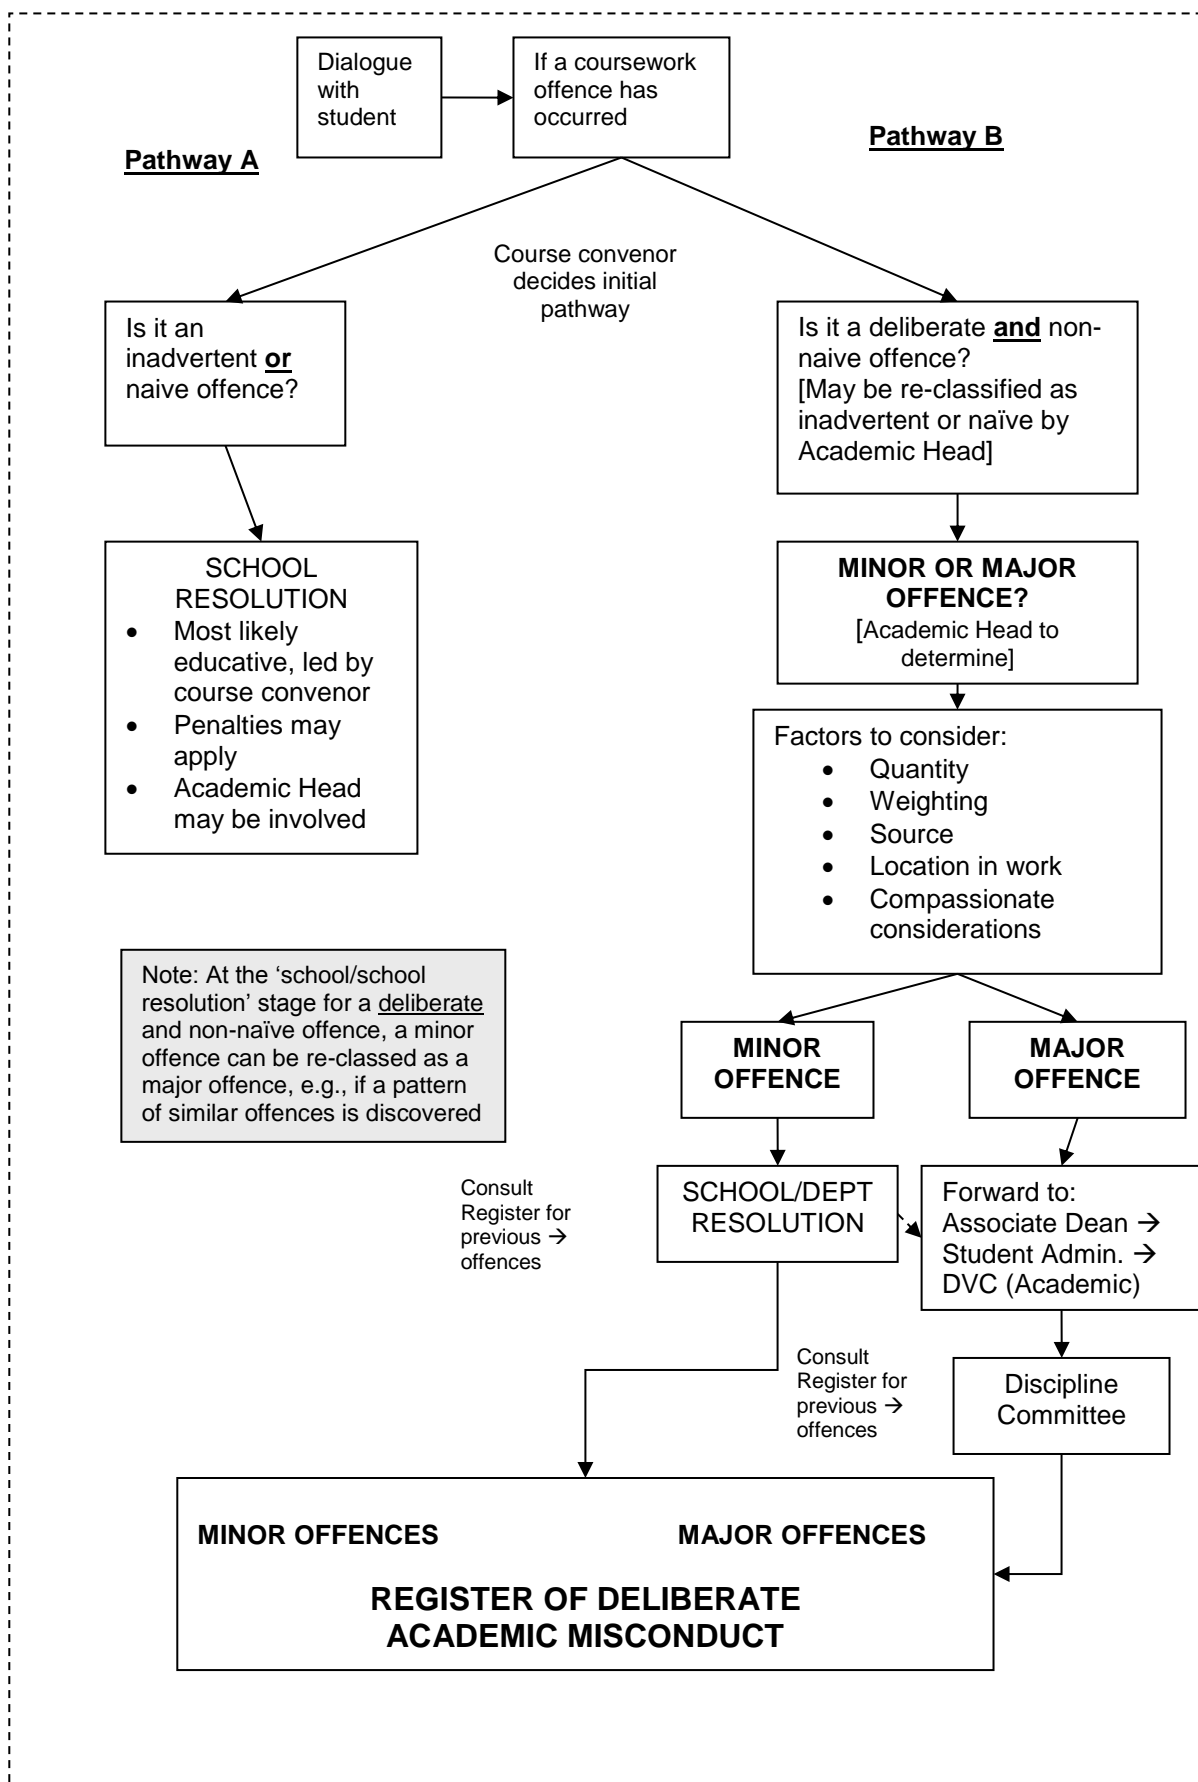 Dialogue
with
student
If a coursework
offence has
occurred
Pathway A
Pathway B
Course convenor
decides initial
pathway
Is it an
inadvertent or
naive offence?
Is it a deliberate and non-
naive offence?
[May be re-classified as
inadvertent or naïve by
Academic Head]
SCHOOL
RESOLUTION
• Most likely
educative, led by
course convenor
• Penalties may
apply
• Academic Head
may be involved
MINOR OR MAJOR
OFFENCE?
[Academic Head to
determine]
Factors to consider:
• Quantity
• Weighting
• Source
• Location in work
• Compassionate
considerations
Note: At the ‘school/school
resolution’ stage for a deliberate
and non-naïve offence, a minor
offence can be re-classed as a
major offence, e.g., if a pattern
of similar offences is discovered
MINOR
OFFENCE
MAJOR
OFFENCE
Consult
Register for
previous →
offences
SCHOOL/DEPT
RESOLUTION
Forward to:
Associate Dean →
Student Admin. →
DVC (Academic)
Consult
Register for
previous →
offences
Discipline
Committee
MINOR OFFENCES
MAJOR OFFENCES
REGISTER OF DELIBERATE
ACADEMIC MISCONDUCT